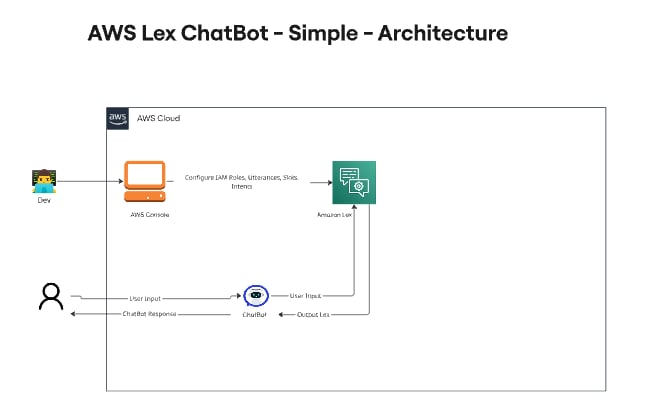 AWS Lex ChatBot - Simple - Architecture
aws
AWS Cloud
Configure IAM Roles, Utterances, Slots,
Intents
Dev
AWS Console
Amazon Lex
User Input
User Input
ChatBot Response
ChatBot
Output Lex